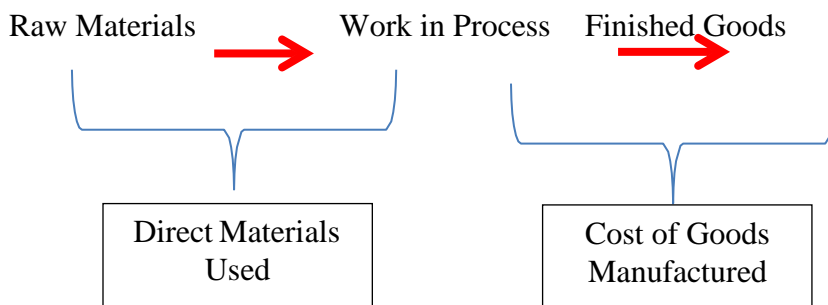 Raw Materials Work in Process Finished Goods
Direct Materials
Used
Cost of Goods
Manufactured